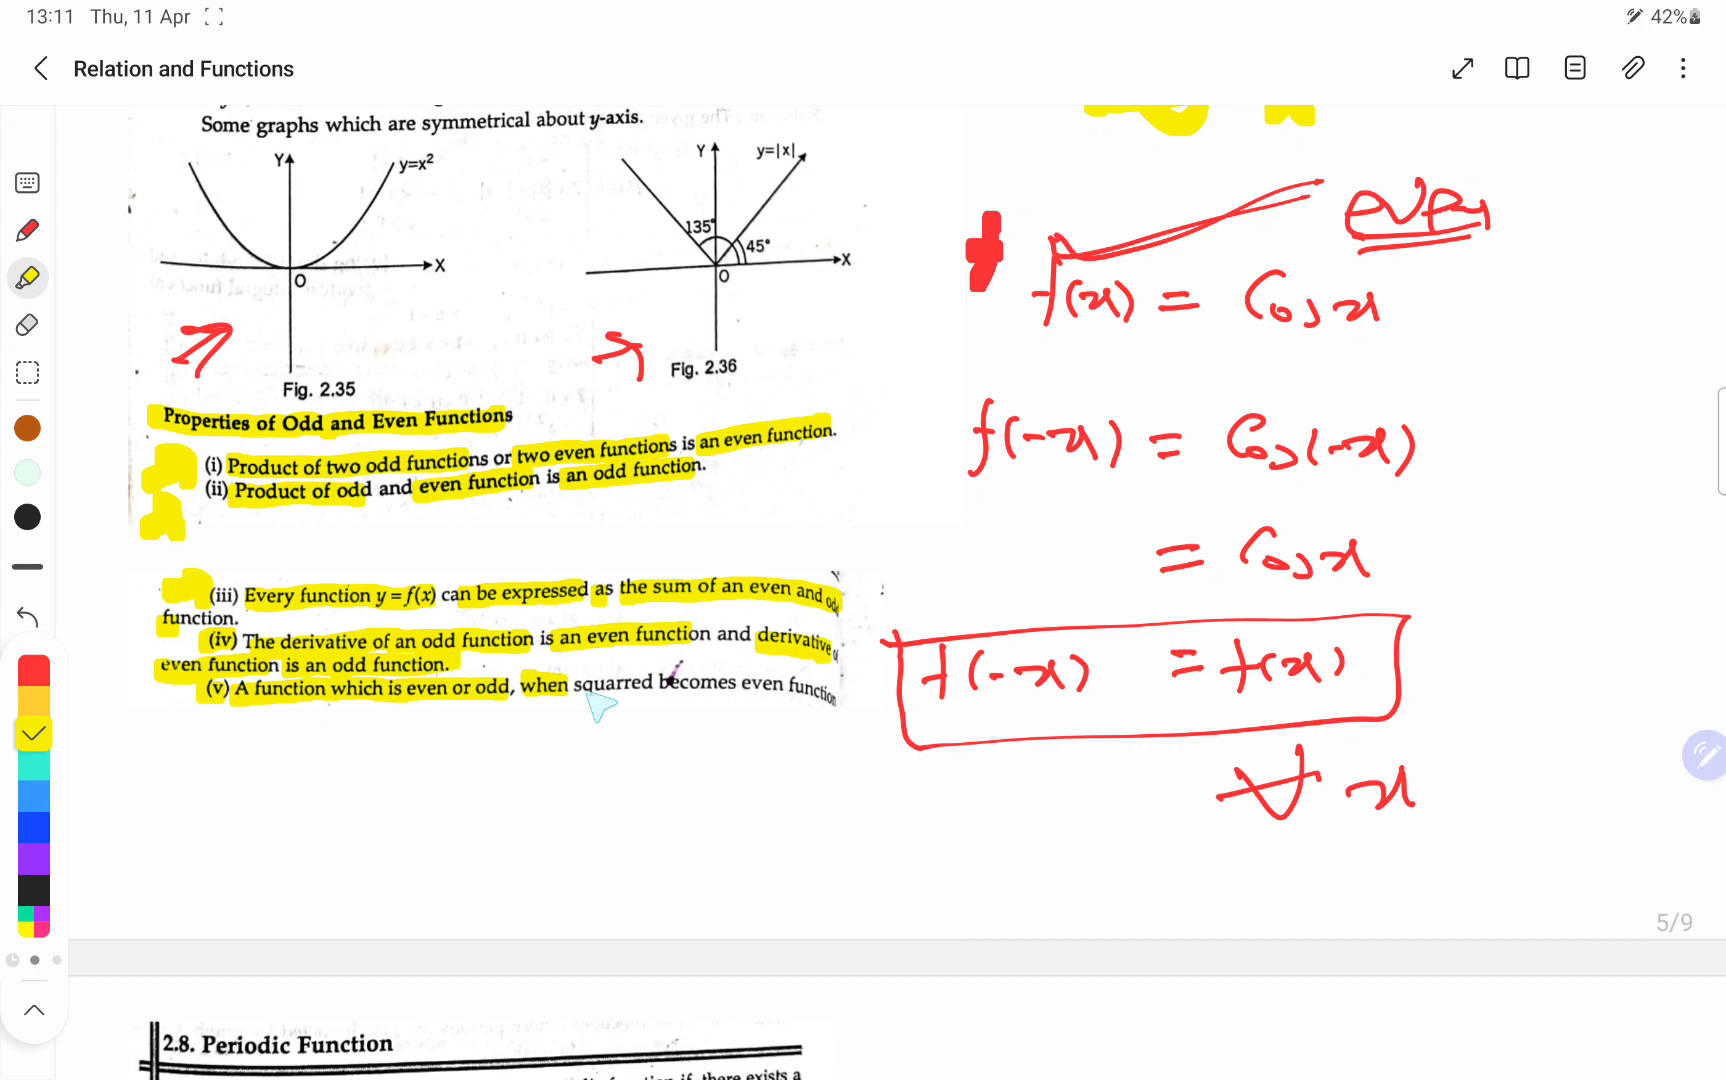 13:11 Thu, 11 Apr
42%
Relation and Functions
Some graphs which are symmetrical about y-axis.
Y
y=x²
X
O
Fig. 2.35
Y
y=|x|
135°
45°
X
O
Fig. 2.36
Properties of Odd and Even Functions
(i) Product of two odd functions or two even functions is an even function.
(ii) Product of odd and even function is an odd function.
(iii) Every function y = f(x) can be expressed as the sum of an even and
function.
(iv) The derivative of an odd function is an even function and derivative
even function is an odd function.
(v) A function which is even or odd, when squarred becomes even function
even
f(x) = Cos x
f(-x) = Cos(-x)
= Cos x
f(-x) = f(x)
∀ x
5/9
2.8. Periodic Function
if, there exists a